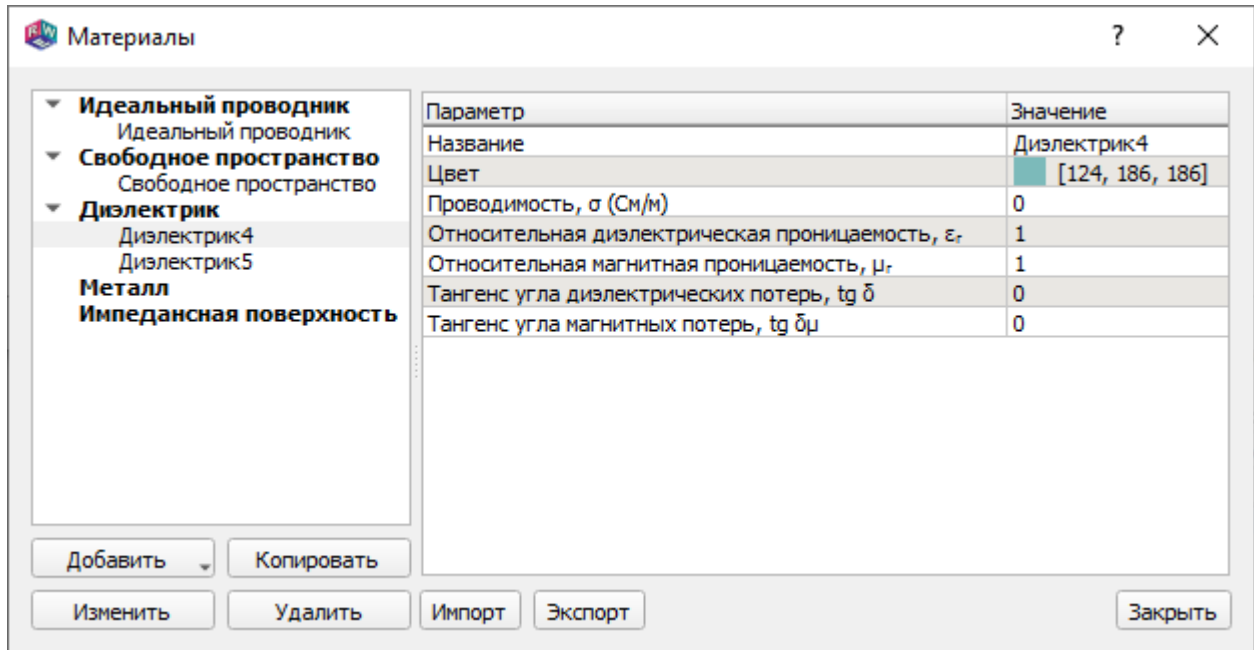 RW Материалы ?
Идеальный проводник
Идеальный проводник
Свободное пространство
Свободное пространство
Диэлектрик
Диэлектрик4
Диэлектрик5
Металл
Импедансная поверхность
Параметр Значение
Название Диэлектрик4
Цвет [124, 186, 186]
Проводимость, σ (См/м) 0
Относительная диэлектрическая проницаемость, εᵣ 1
Относительная магнитная проницаемость, μᵣ 1
Тангенс угла диэлектрических потерь, tg δ 0
Тангенс угла магнитных потерь, tg δμ 0
Добавить Копировать
Изменить Удалить Импорт Экспорт Закрыть